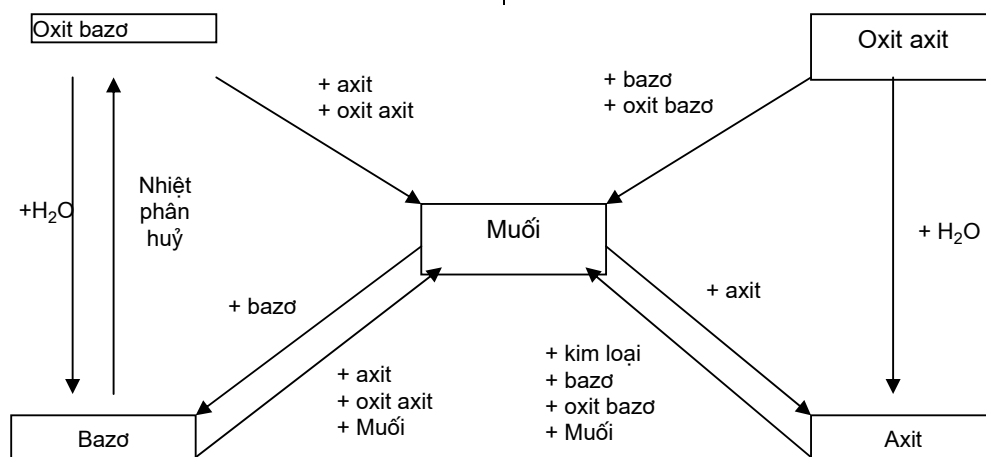 Oxit bazơ
Oxit axit
+ axit
+ oxit axit
+ bazơ
+ oxit bazơ
+H₂O
Nhiệt
phân
huỷ
Muối
+ H₂O
+ bazơ
+ axit
+ axit
+ oxit axit
+ Muối
+ kim loại
+ bazơ
+ oxit bazơ
+ Muối
Bazơ
Axit